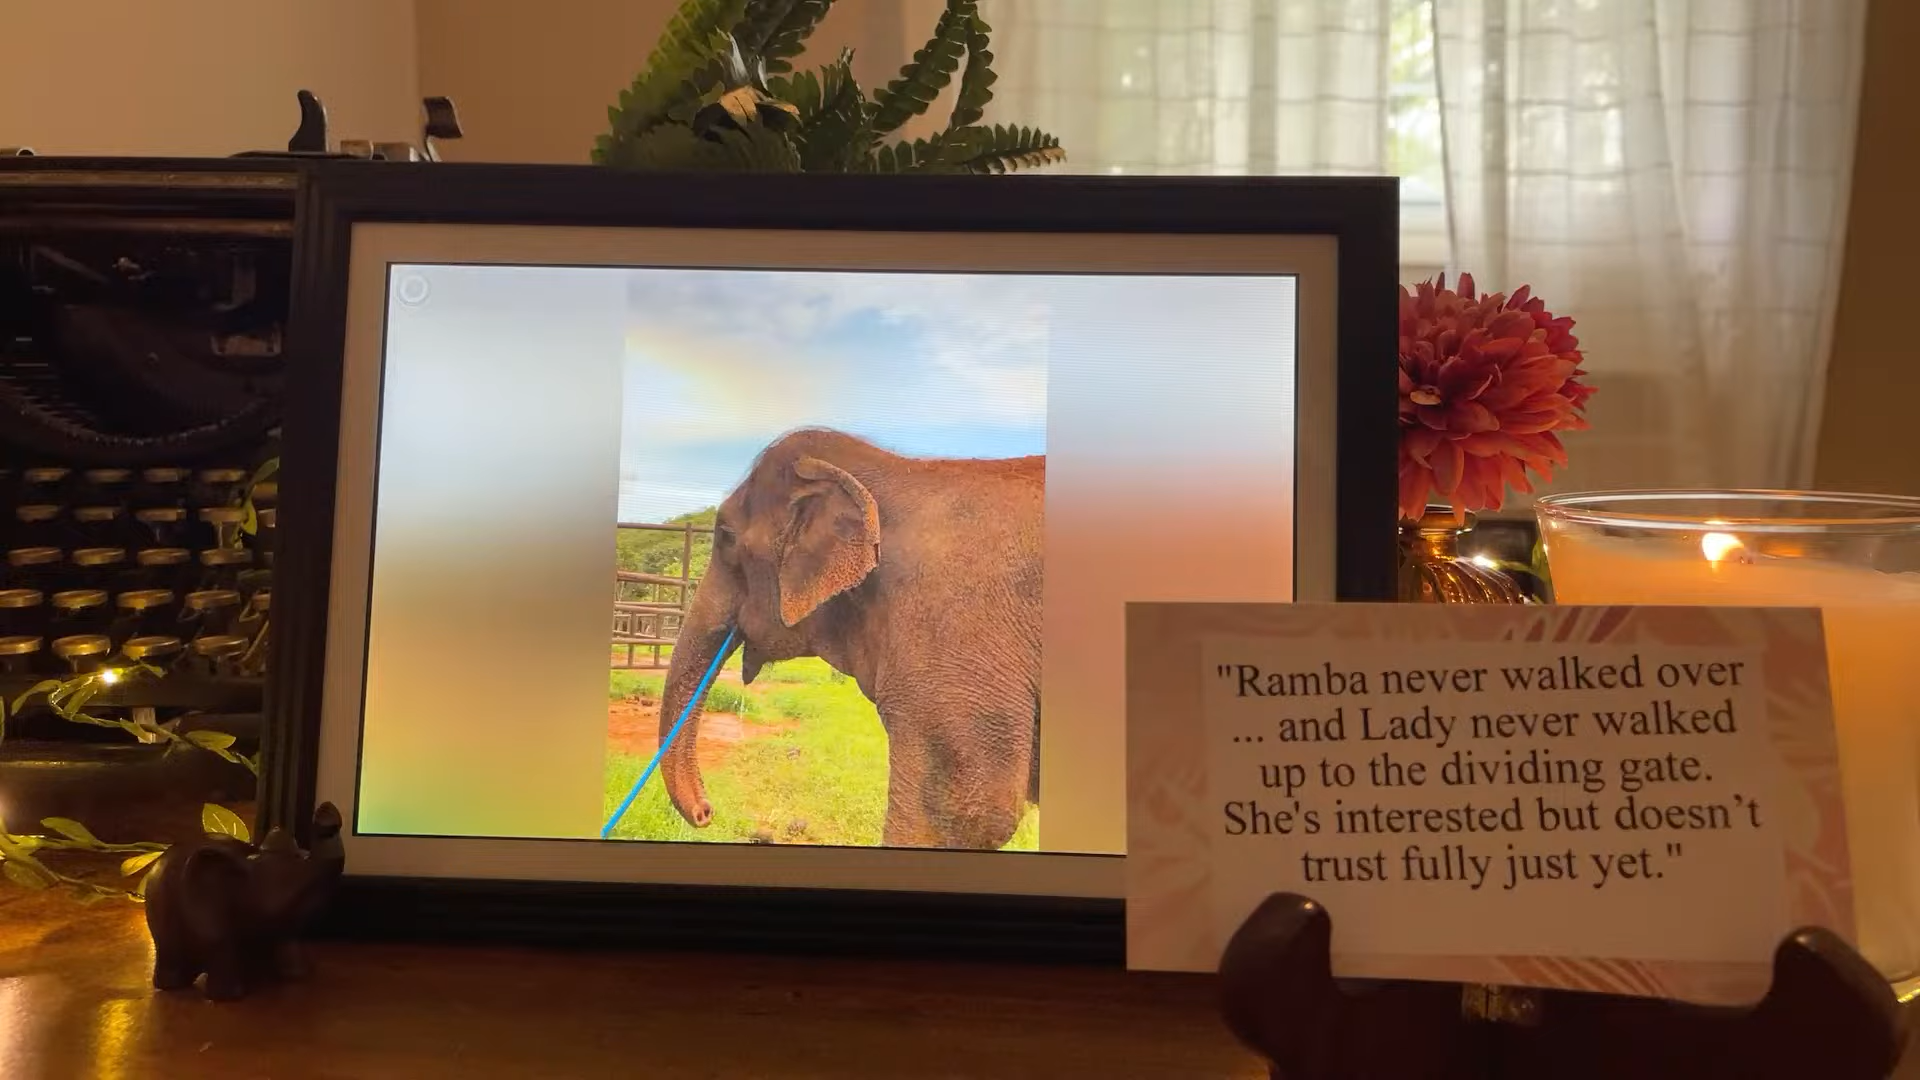 "Ramba never walked over
... and Lady never walked
up to the dividing gate.
She's interested but doesn’t
trust fully just yet."